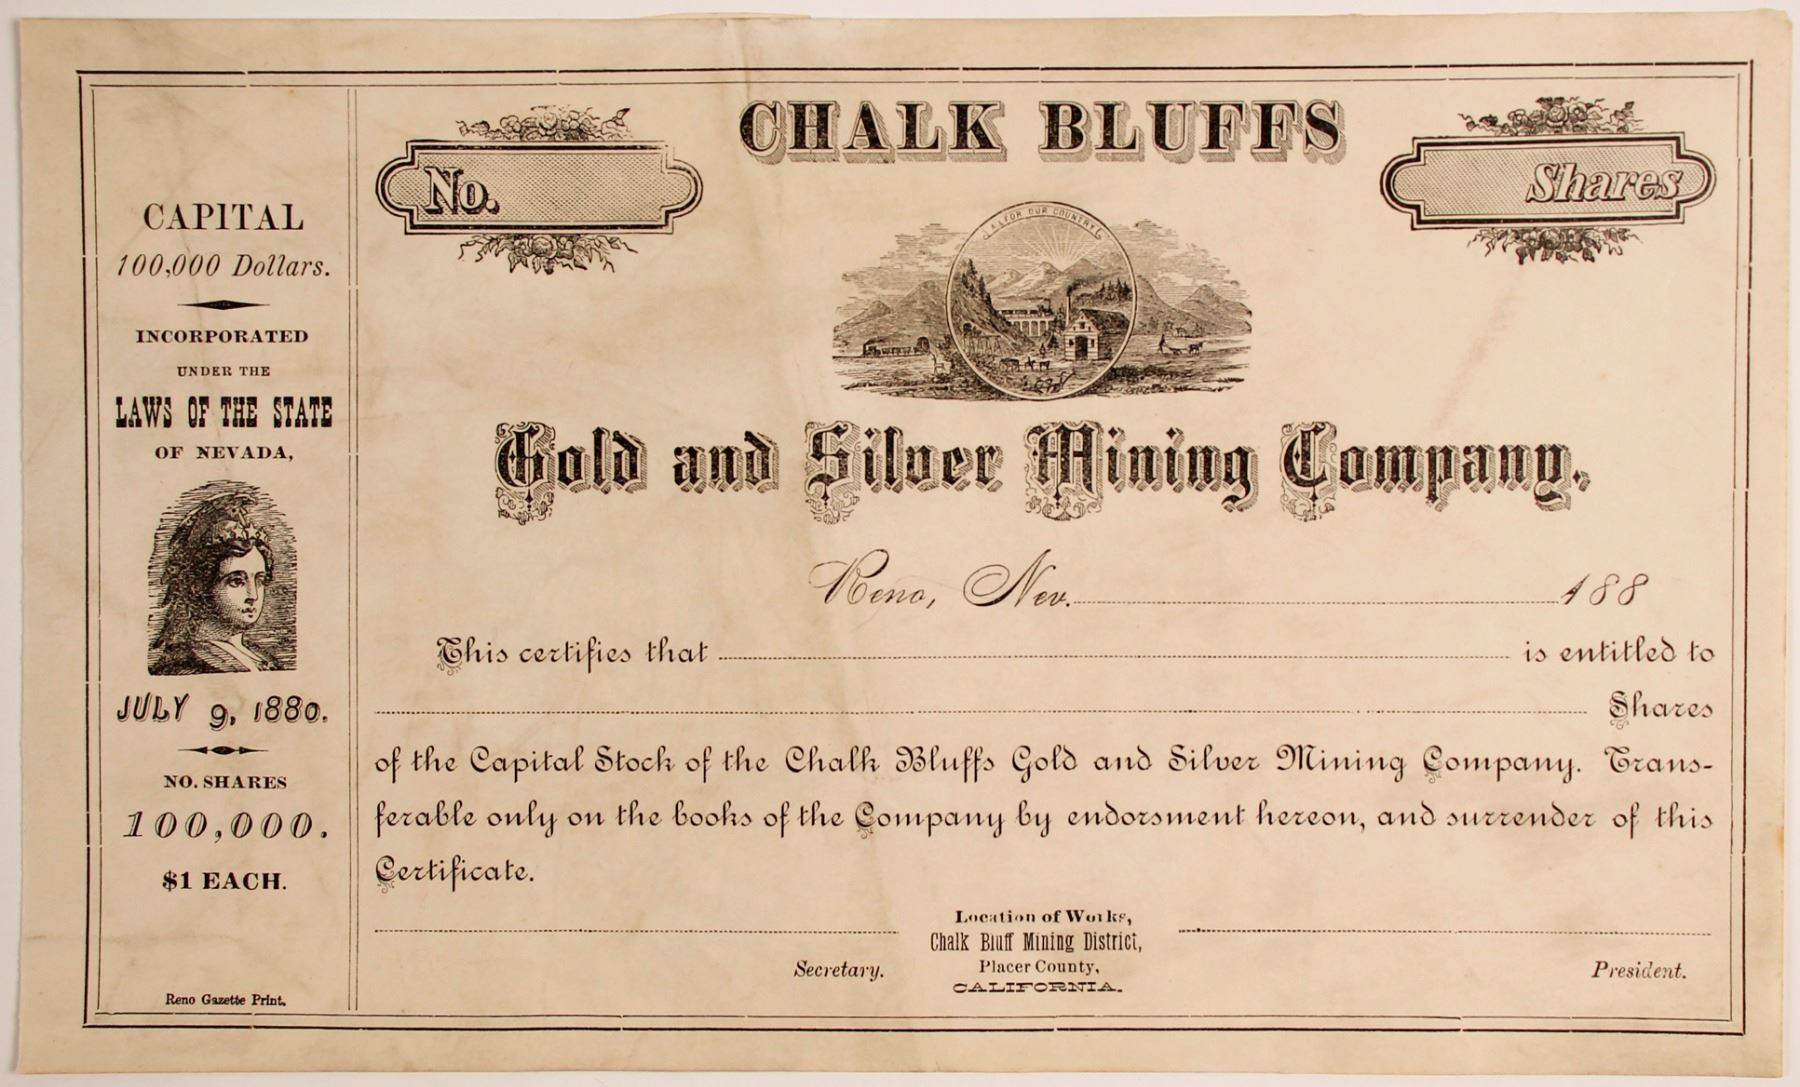 CAPITAL
100,000 Dollars.
INCORPORATED
UNDER THE
LAWS OF THE STATE
OF NEVADA,
JULY 9, 1880.
NO. SHARES
100,000.
$1 EACH.
Reno Gazette Print.
No.
CHALK BLUFFS
Shares
ALL FOR OUR COUNTRY
Gold and Silver Mining Company.
Reno, Nev. 188
This certifies that is entitled to
Shares
of the Capital Stock of the Chalk Bluffs Gold and Silver Mining Company. Trans-
ferable only on the books of the Company by endorsment hereon, and surrender of this
Certificate.
Secretary.
Location of Works,
Chalk Bluff Mining District,
Placer County,
CALIFORNIA.
President.